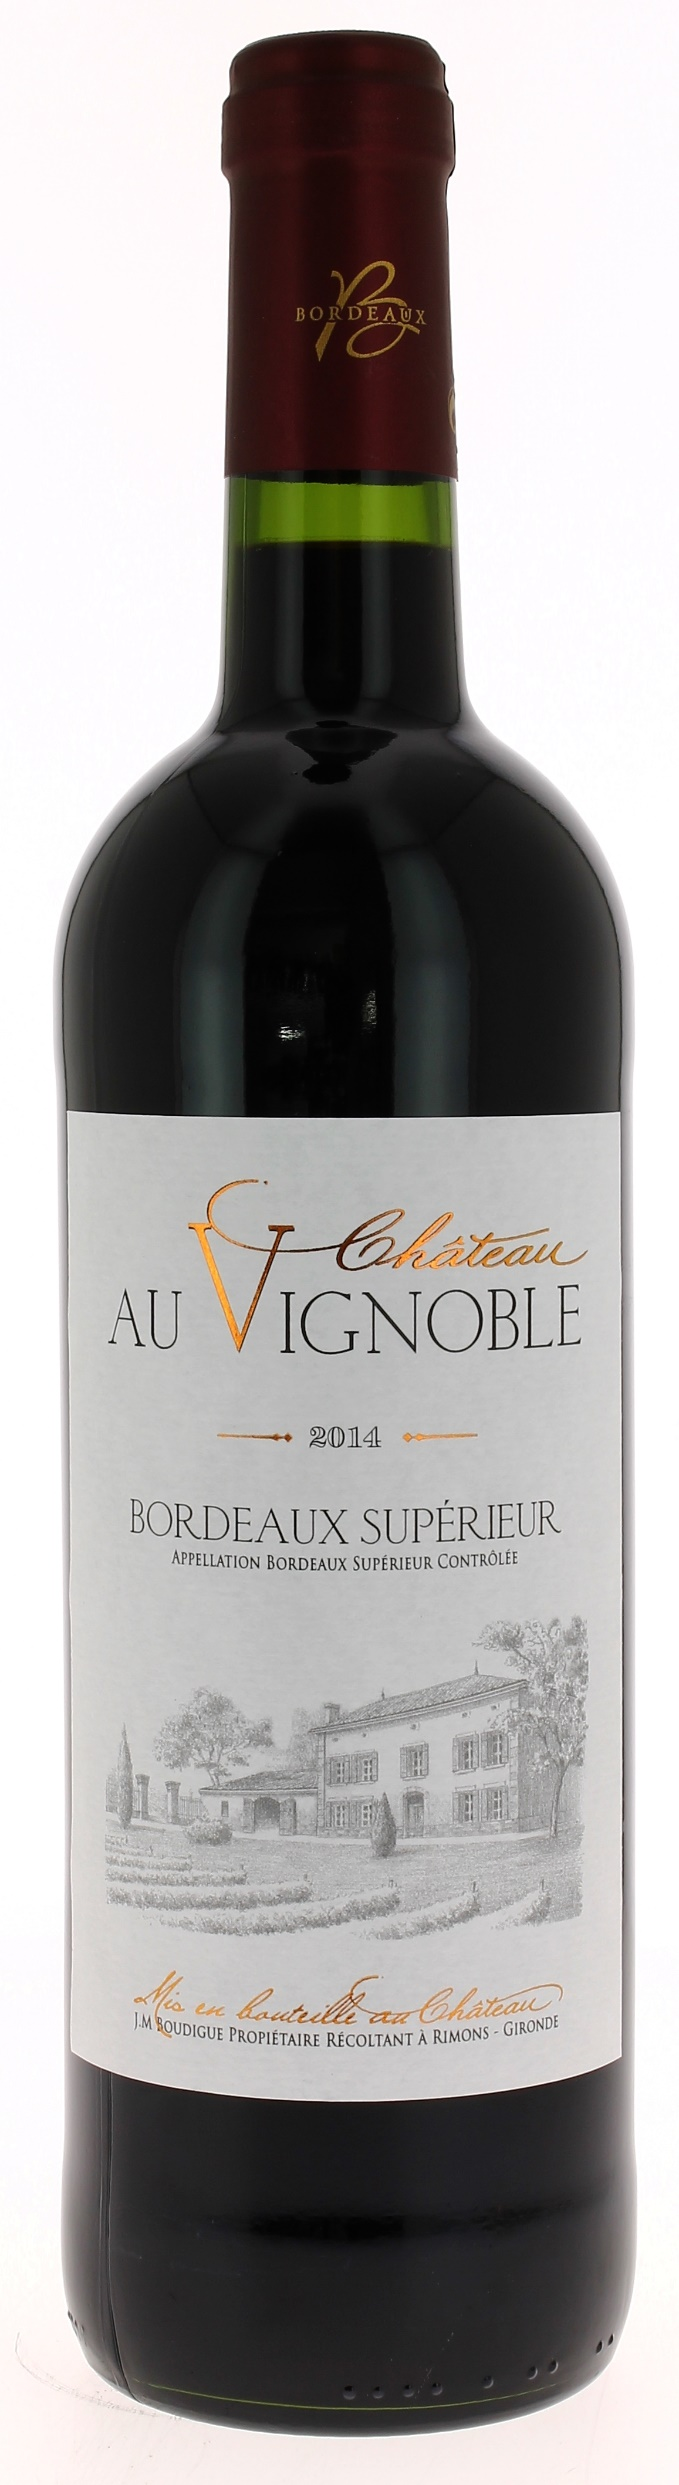 BORDEAUX
Château
AU VIGNOBLE
2014
BORDEAUX SUPÉRIEUR
APPELLATION BORDEAUX SUPÉRIEUR CONTRÔLÉE
Mis en bouteille au Château
J.M ROUDIGUE PROPIÉTAIRE RÉCOLTANT À RIMONS - GIRONDE